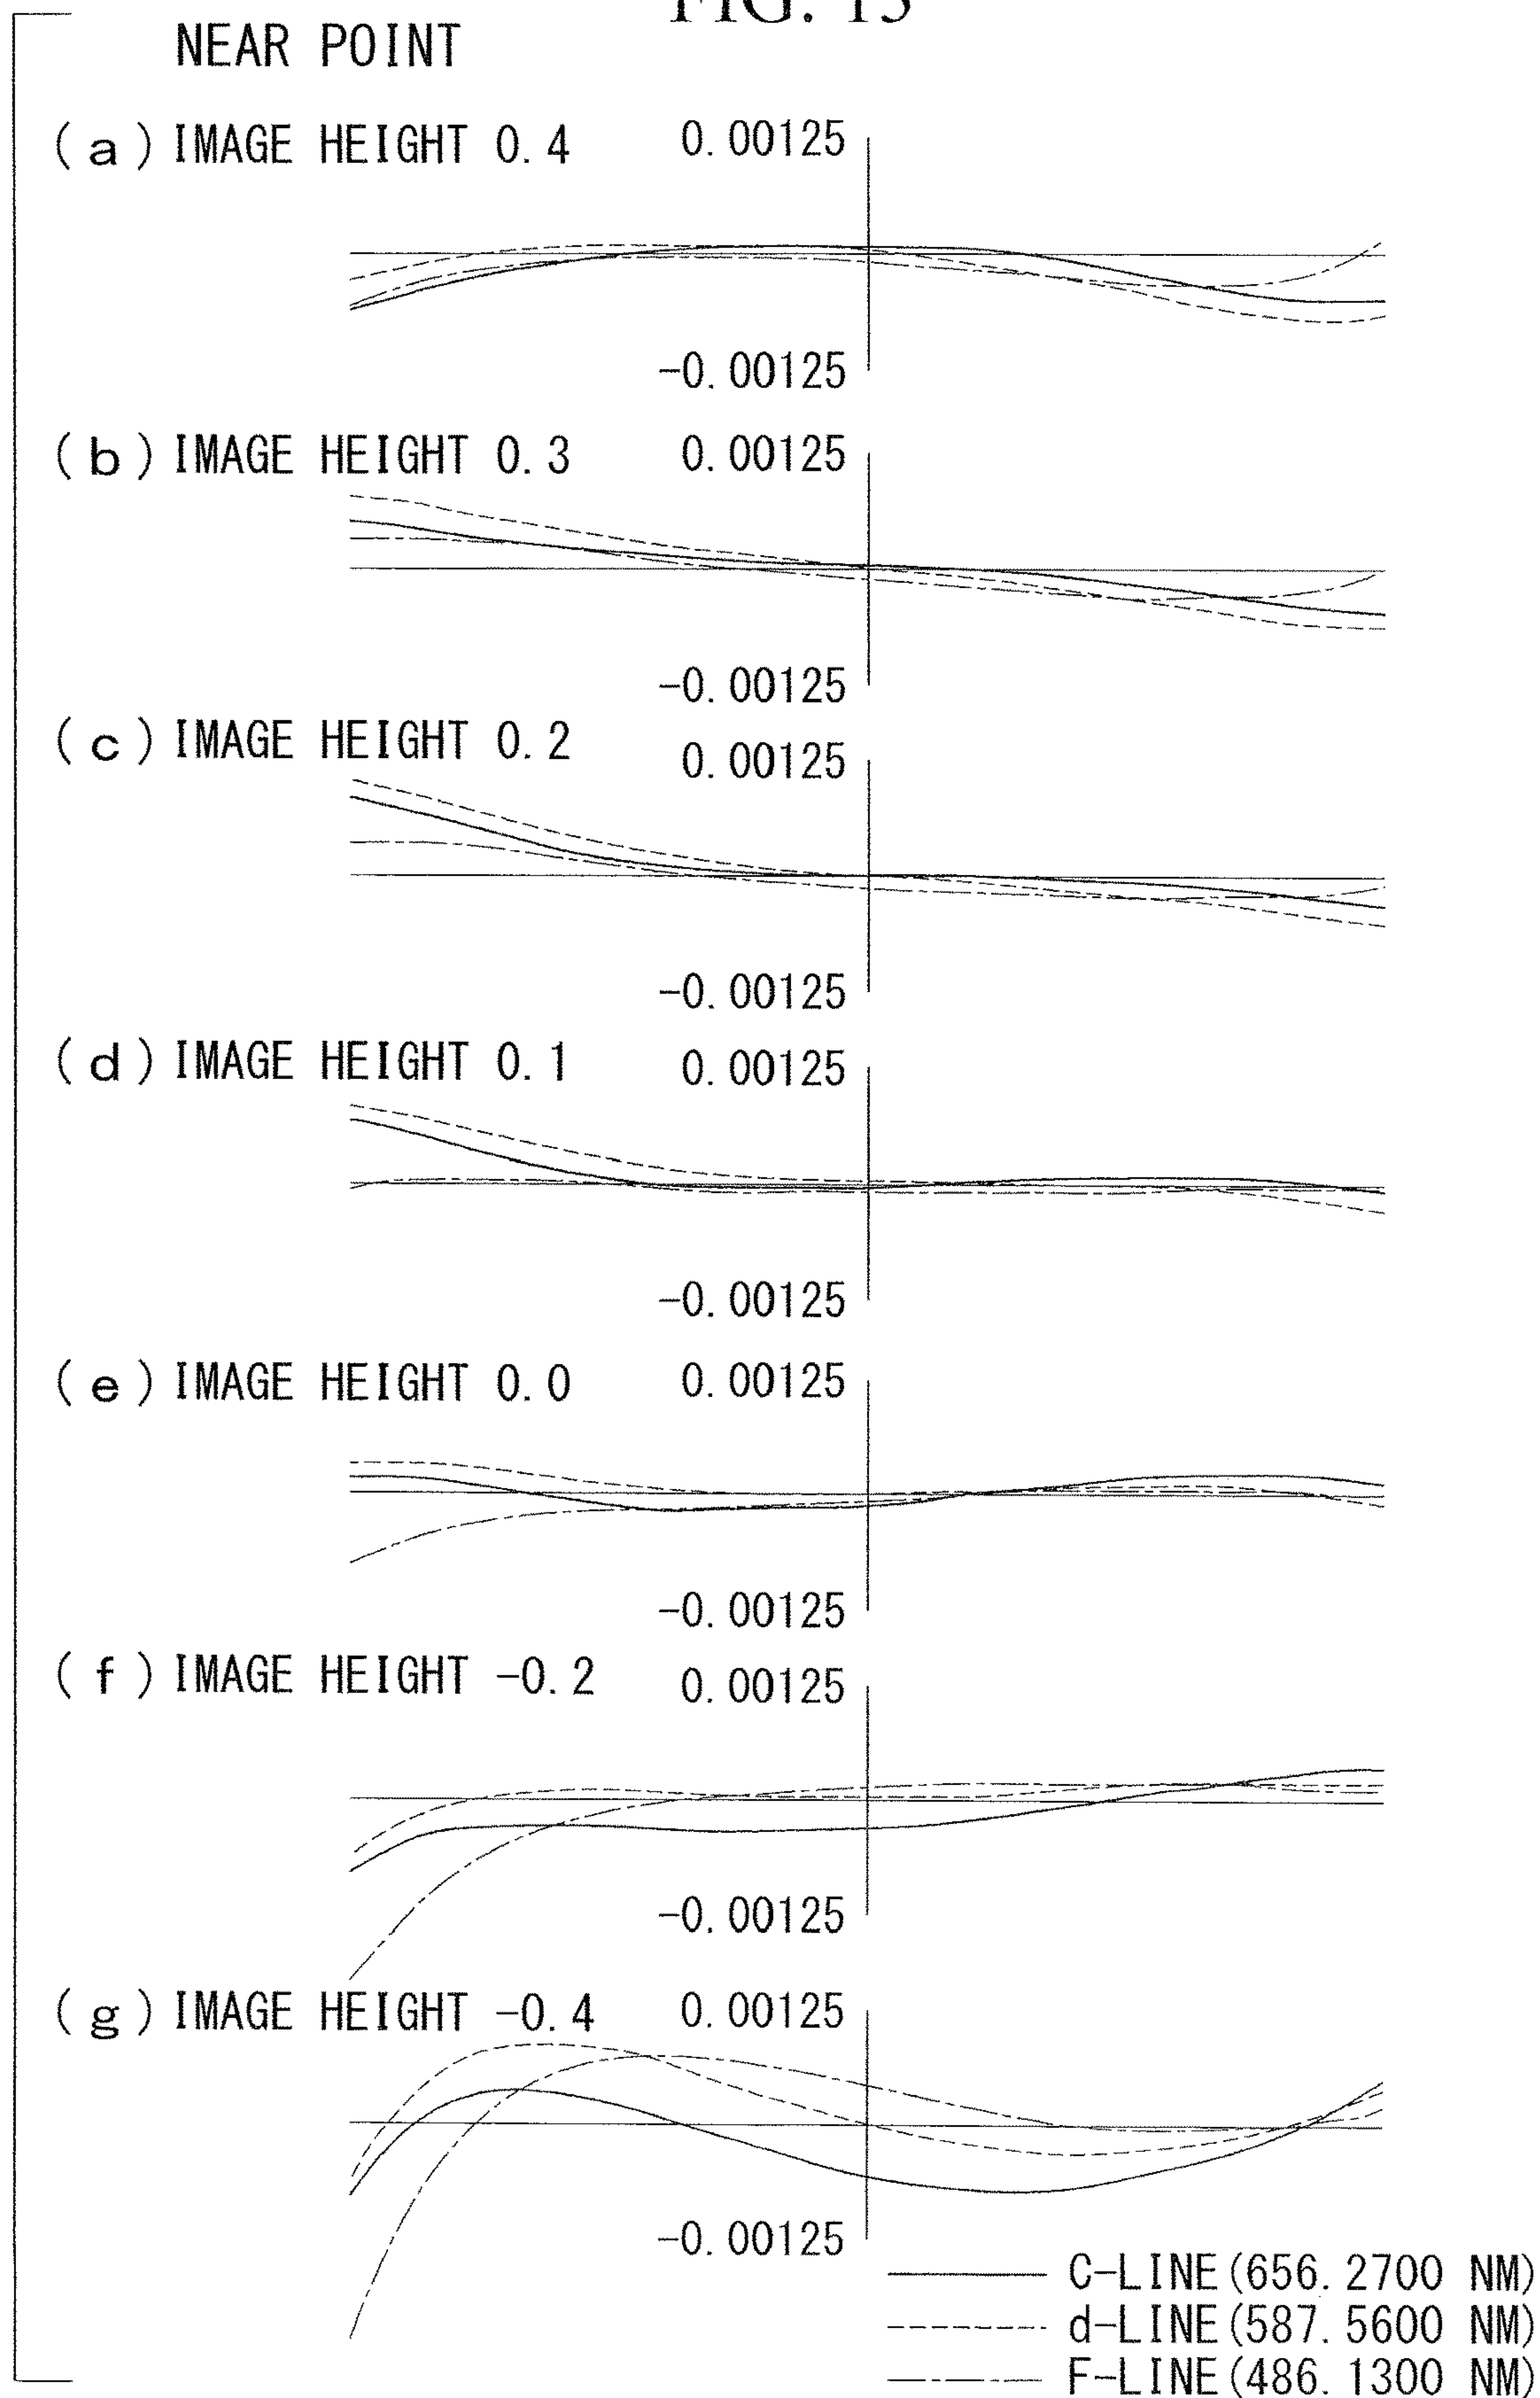 FIG. 13
NEAR POINT
(a) IMAGE HEIGHT 0.4
0.00125
-0.00125
(b) IMAGE HEIGHT 0.3
0.00125
-0.00125
(c) IMAGE HEIGHT 0.2
0.00125
-0.00125
(d) IMAGE HEIGHT 0.1
0.00125
-0.00125
(e) IMAGE HEIGHT 0.0
0.00125
-0.00125
(f) IMAGE HEIGHT -0.2
0.00125
-0.00125
(g) IMAGE HEIGHT -0.4
0.00125
-0.00125
C-LINE(656.2700 NM)
d-LINE(587.5600 NM)
F-LINE(486.1300 NM)